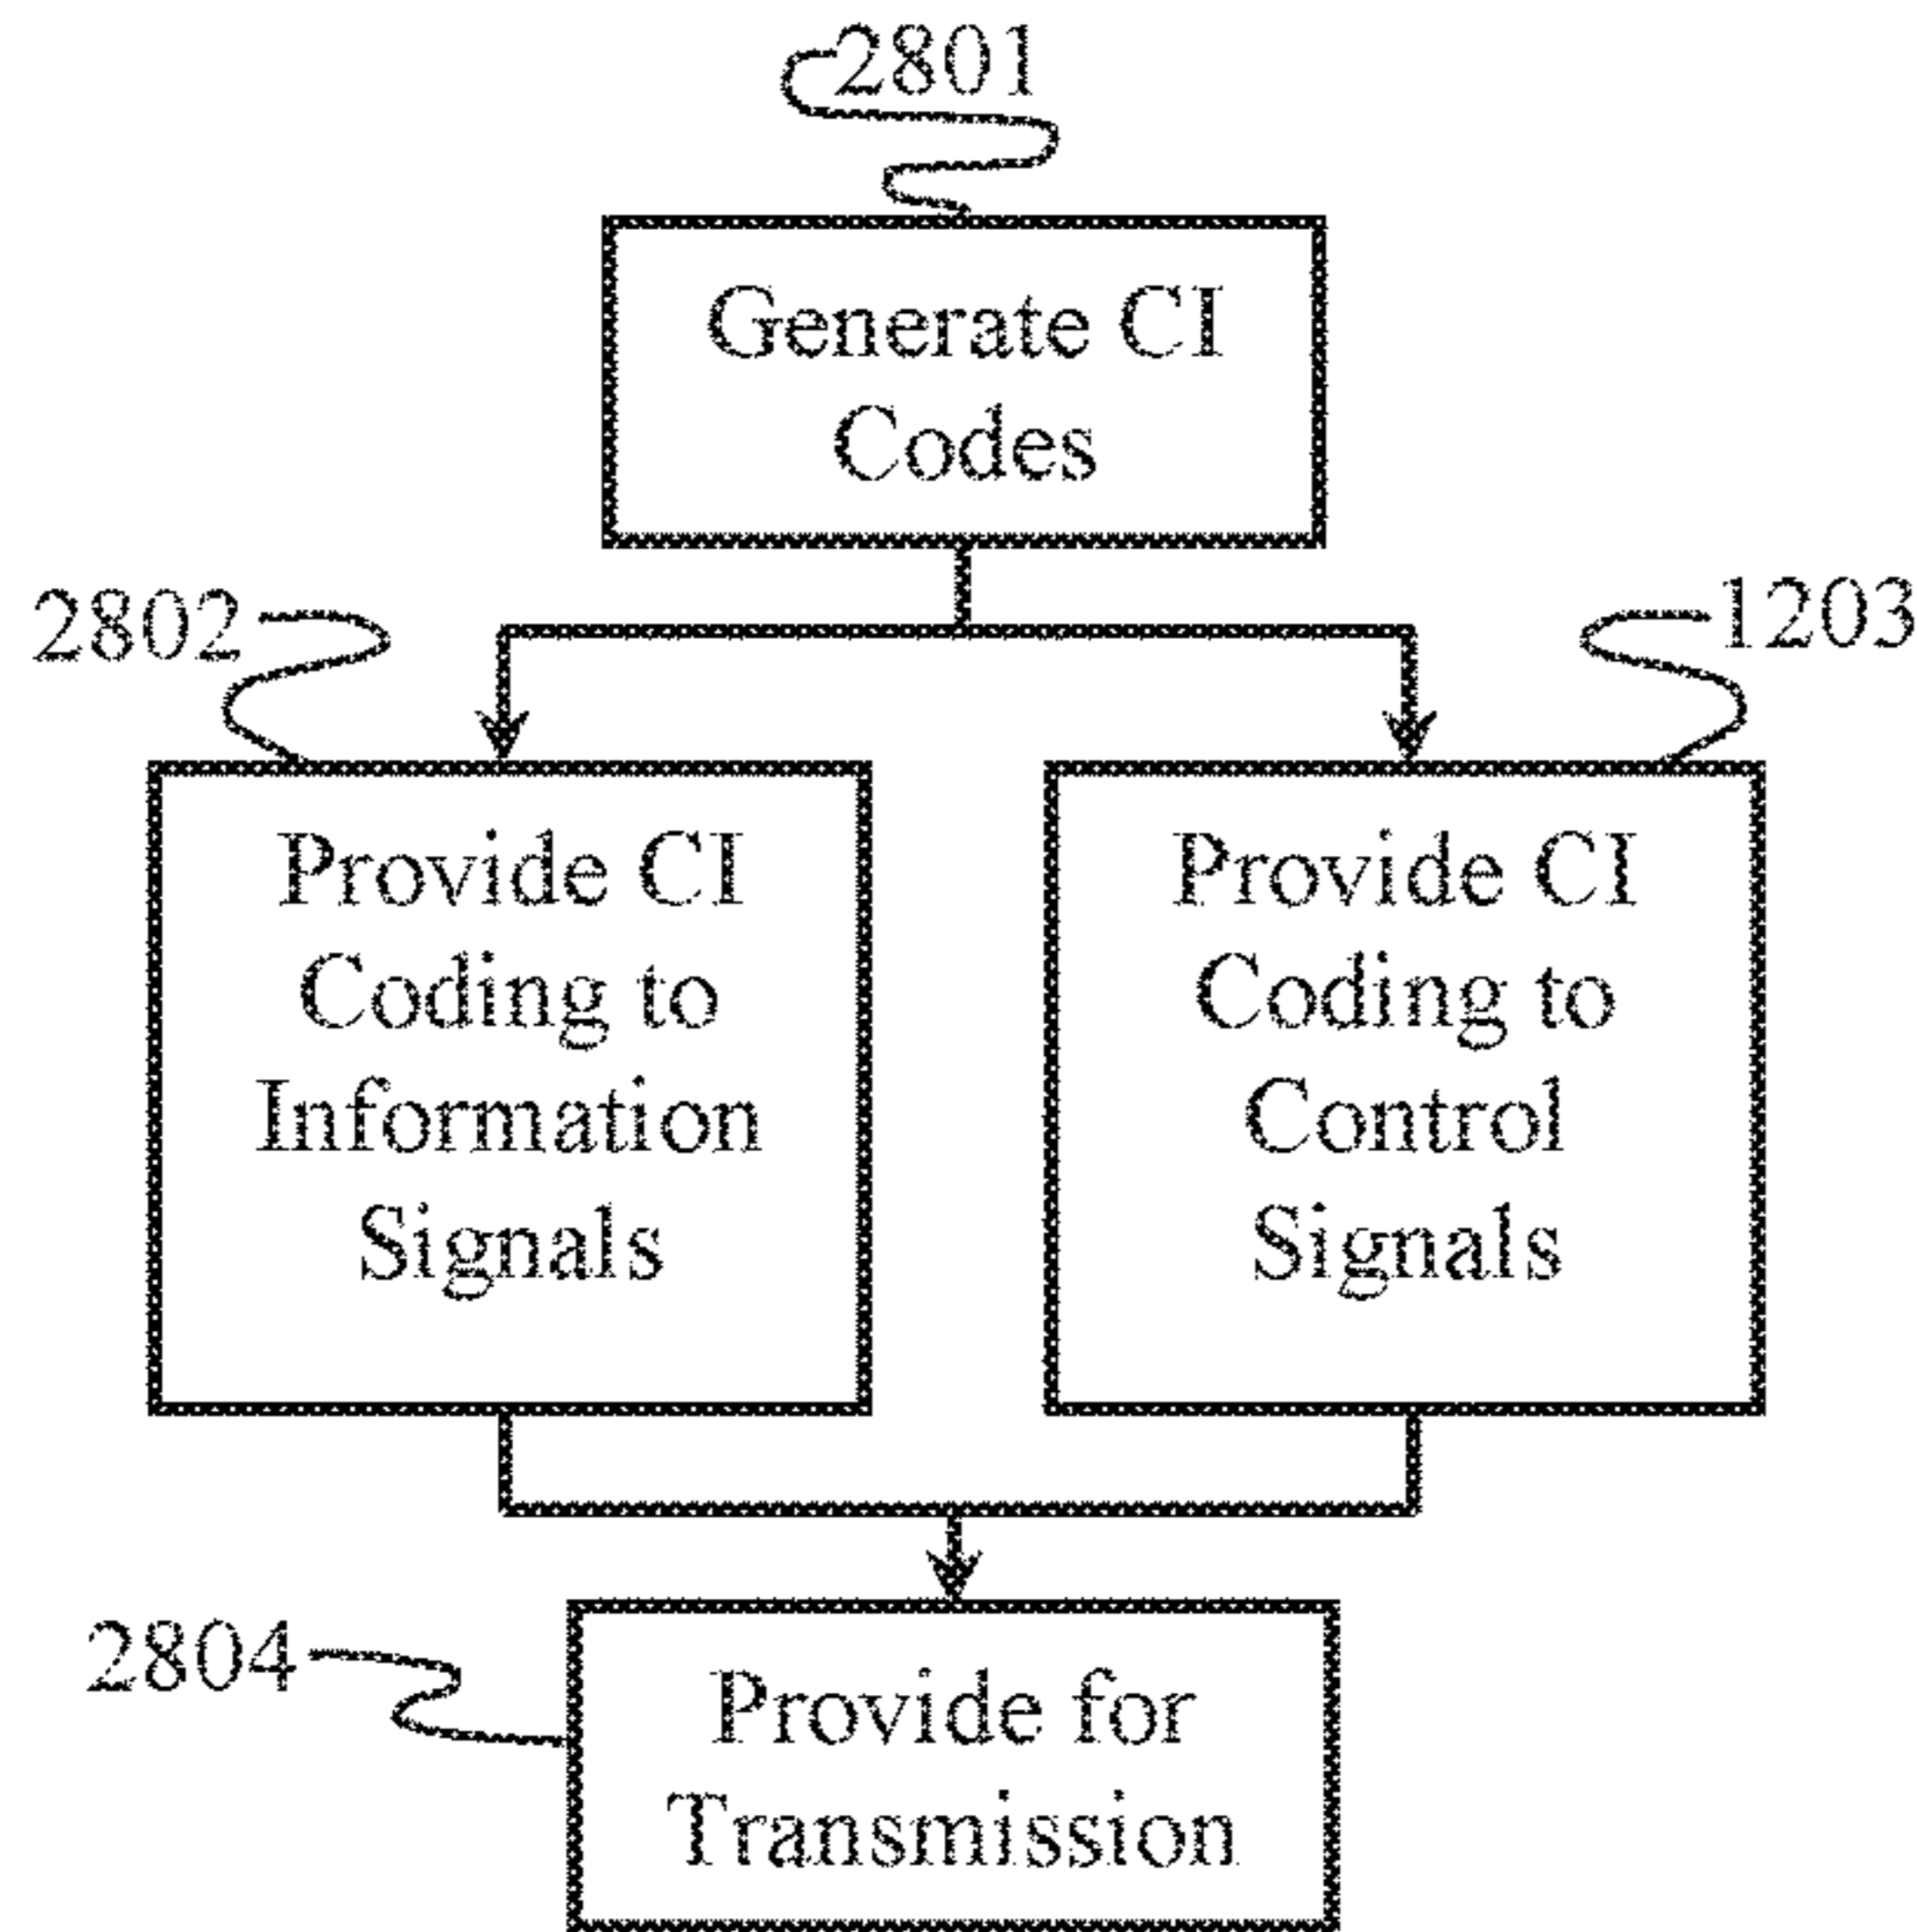 2801
Generate CI
Codes
2802
1203
Provide CI
Coding to
Information
Signals
Provide CI
Coding to
Control
Signals
2804
Provide for
Transmission